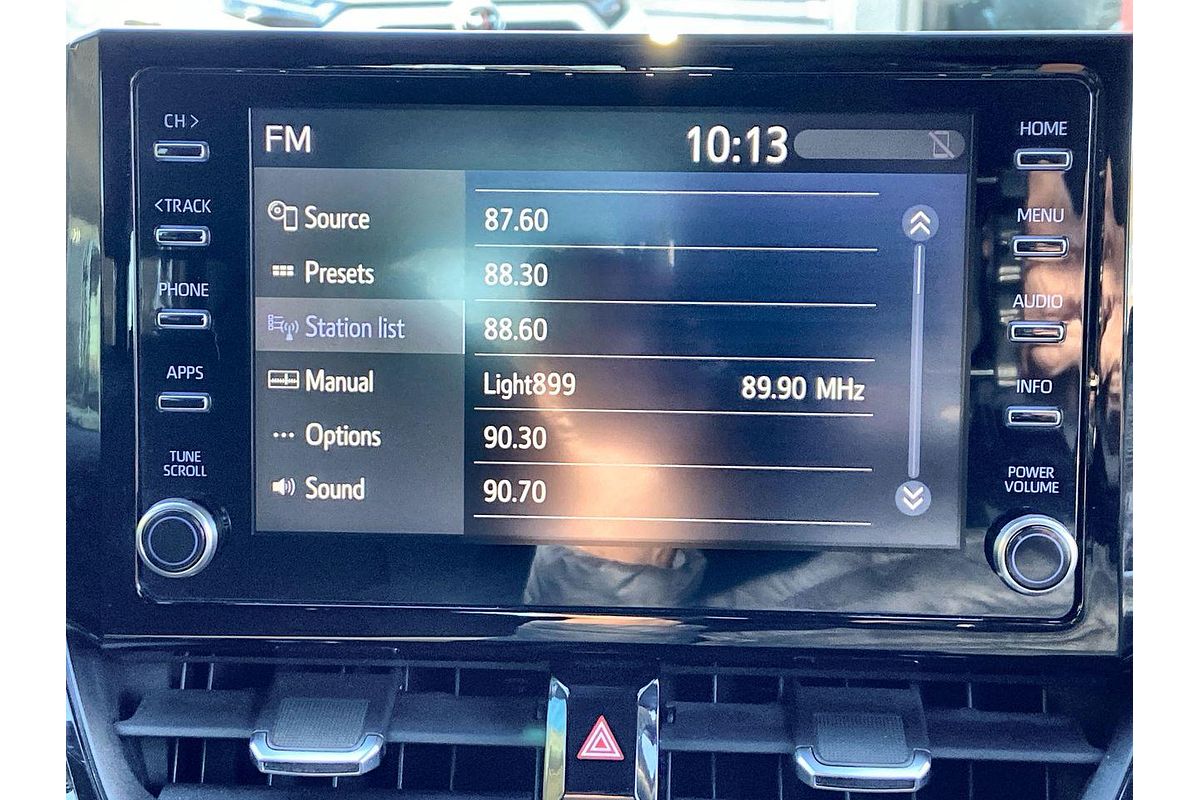 CH >
<TRACK
PHONE
APPS
TUNE
SCROLL
FM
10:13
Source
Presets
Station list
Manual
Options
Sound
87.60
88.30
88.60
Light899 89.90 MHz
90.30
90.70
HOME
MENU
AUDIO
INFO
POWER
VOLUME